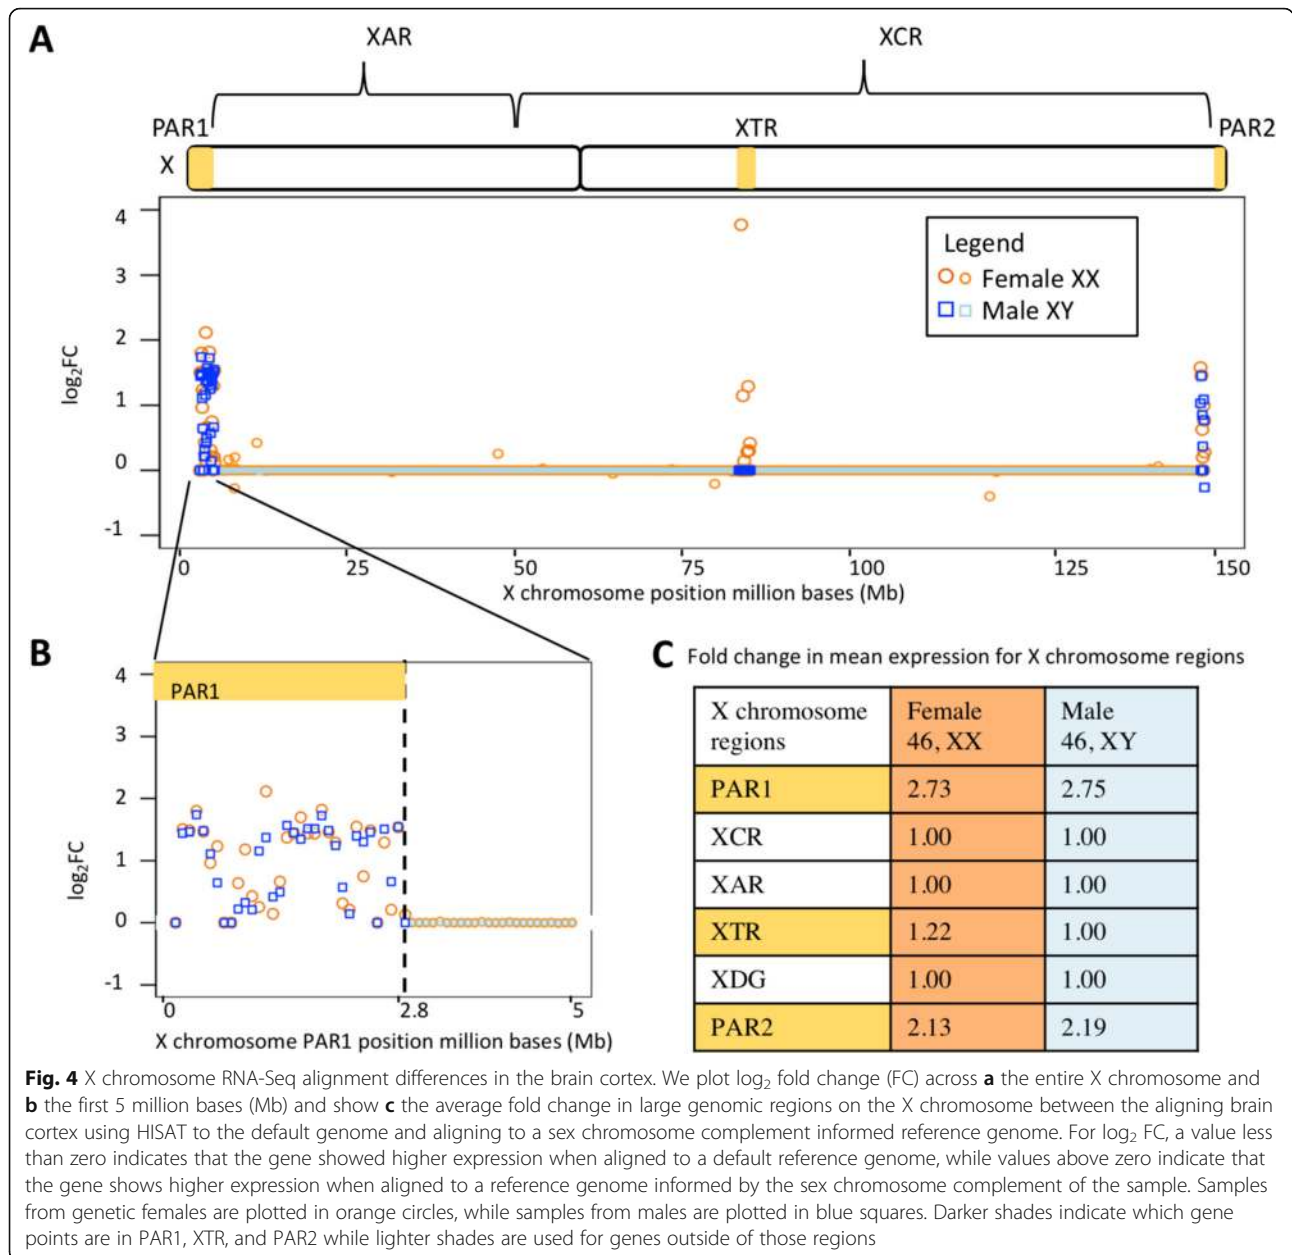 A
XAR
XCR
PAR1
XTR
PAR2
X
4
3
2
1
0
-1
log2FC
Legend
Female XX
Male XY
0 25 50 75 100 125 150
X chromosome position million bases (Mb)
B
PAR1
4
3
2
1
0
-1
log2FC
0 2.8 5
X chromosome PAR1 position million bases (Mb)
C Fold change in mean expression for X chromosome regions
X chromosome regions Female 46, XX Male 46, XY
PAR1 2.73 2.75
XCR 1.00 1.00
XAR 1.00 1.00
XTR 1.22 1.00
XDG 1.00 1.00
PAR2 2.13 2.19
Fig. 4 X chromosome RNA-Seq alignment differences in the brain cortex. We plot log2 fold change (FC) across a the entire X chromosome and
b the first 5 million bases (Mb) and show c the average fold change in large genomic regions on the X chromosome between the aligning brain
cortex using HISAT to the default genome and aligning to a sex chromosome complement informed reference genome. For log2 FC, a value less
than zero indicates that the gene showed higher expression when aligned to a default reference genome, while values above zero indicate that
the gene shows higher expression when aligned to a reference genome informed by the sex chromosome complement of the sample. Samples
from genetic females are plotted in orange circles, while samples from males are plotted in blue squares. Darker shades indicate which gene
points are in PAR1, XTR, and PAR2 while lighter shades are used for genes outside of those regions